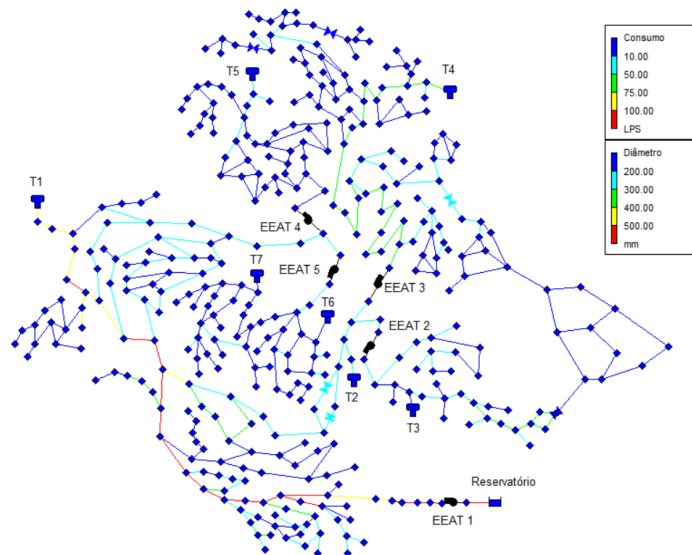 Consumo
10.00
50.00
75.00
100.00
LPS
Diâmetro
200.00
300.00
400.00
500.00
mm
T5
T4
T1
EEAT 4
T7
EEAT 5
EEAT 3
T6
EEAT 2
T2
T3
Reservatório
EEAT 1